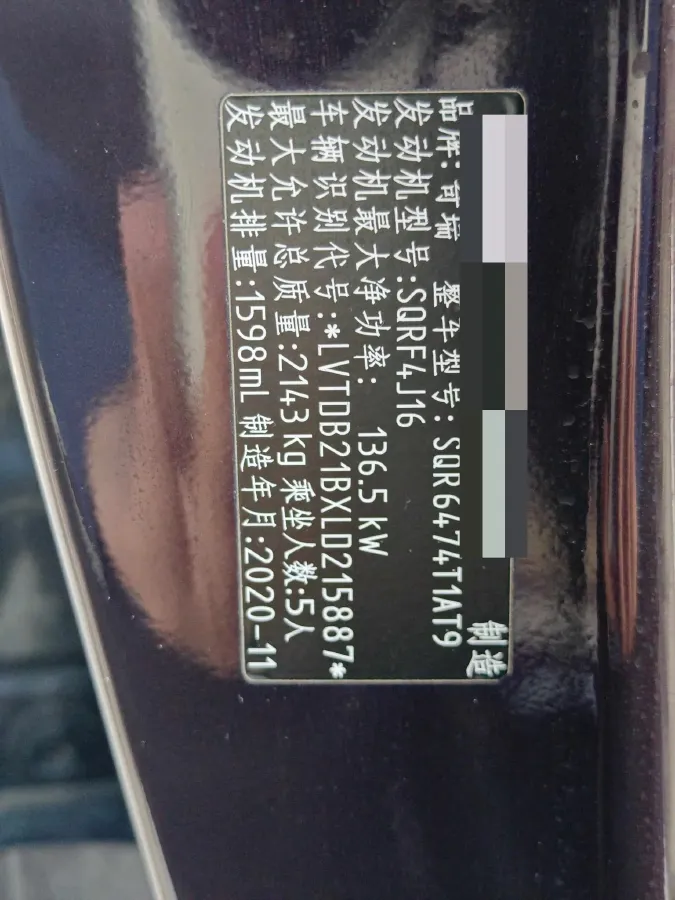 制造
品牌:奇瑞 整车型号:SQR6474T1AT9
发动机型号:SQRF4J16
发动机最大净功率: 136.5 kW
车辆识别代号:*LVTDB21BXLD215887*
最大允许总质量:2143kg 乘坐人数:5人
发动机排量:1598mL 制造年月:2020-11